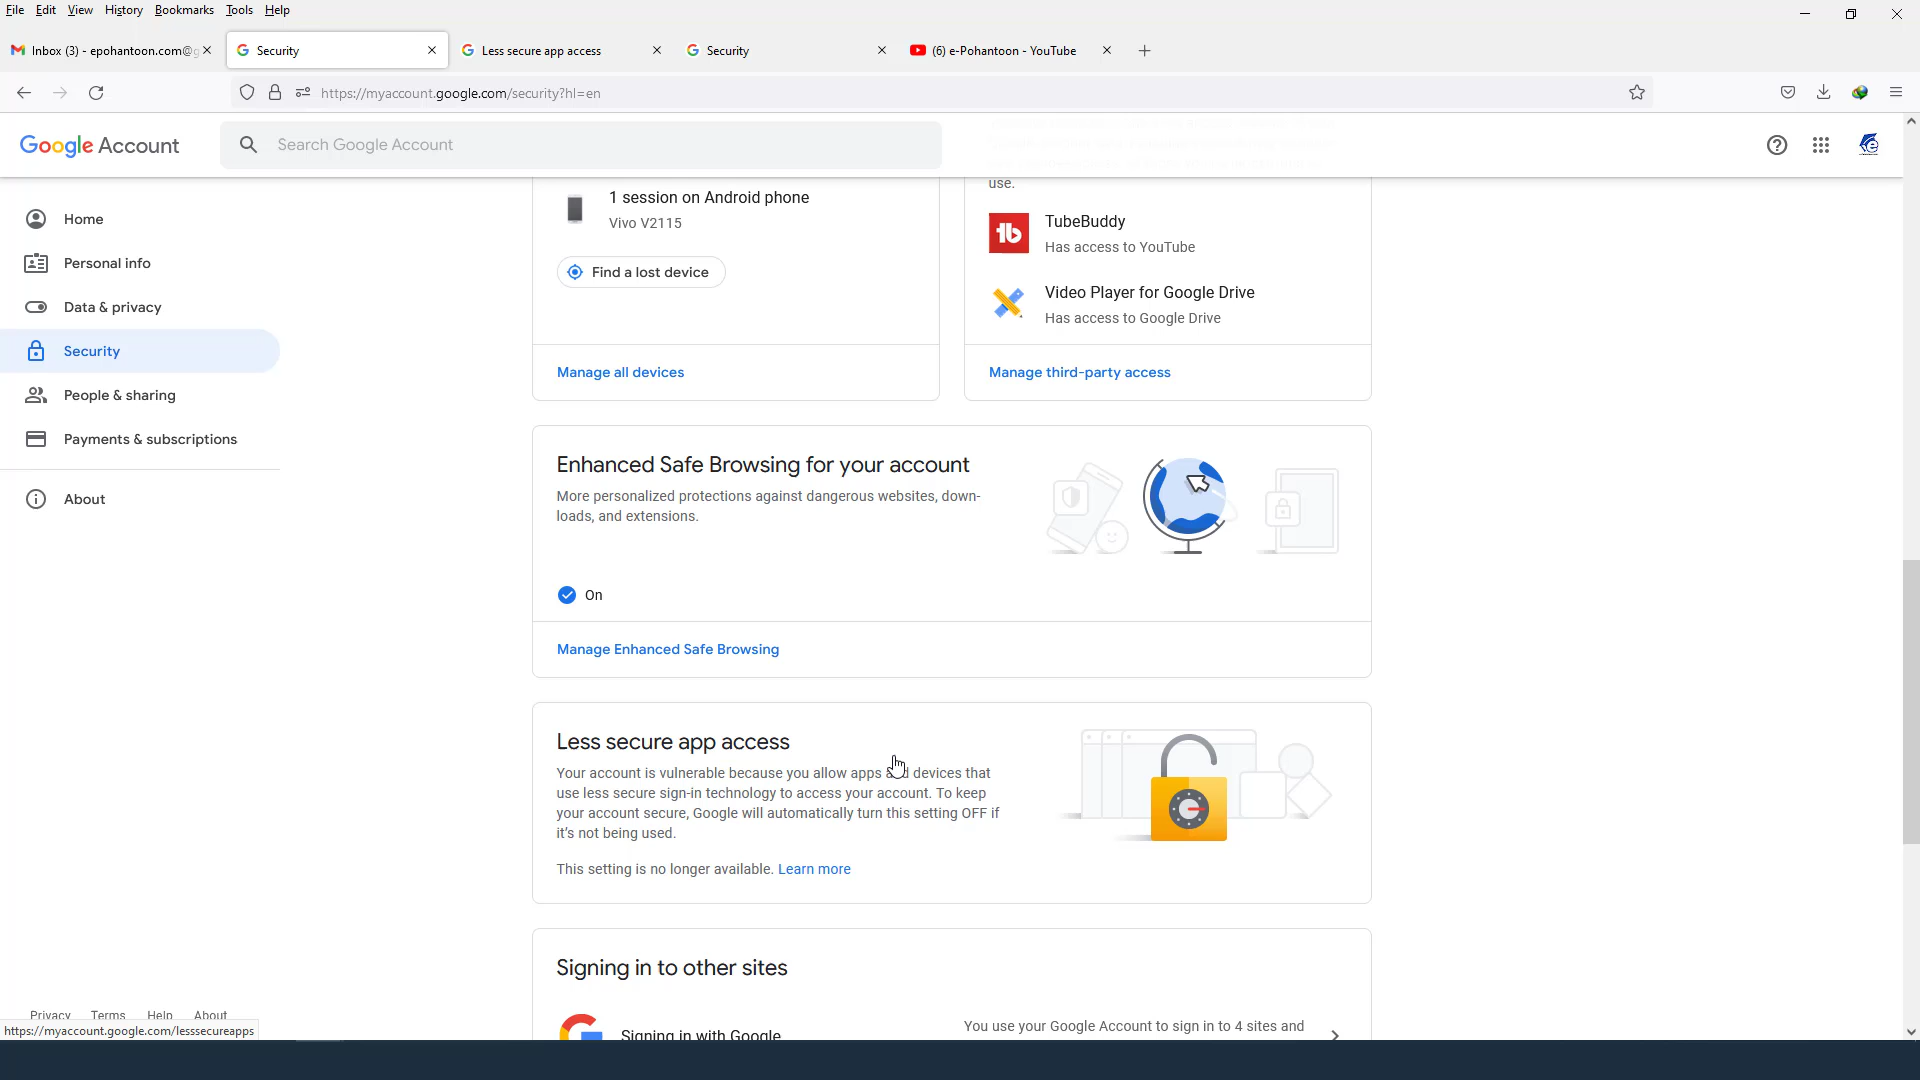 File Edit View History Bookmarks Tools Help
Inbox (3) - epohantoon.com@g
Security
Less secure app access
Security
(6) e-Pohantoon - YouTube
https://myaccount.google.com/security?hl=en
Google Account
Search Google Account
Home
Personal info
Data & privacy
Security
People & sharing
Payments & subscriptions
About
1 session on Android phone
Vivo V2115
Find a lost device
Manage all devices
use.
TubeBuddy
Has access to YouTube
Video Player for Google Drive
Has access to Google Drive
Manage third-party access
Enhanced Safe Browsing for your account
More personalized protections against dangerous websites, down-
loads, and extensions.
On
Manage Enhanced Safe Browsing
Less secure app access
Your account is vulnerable because you allow apps and devices that
use less secure sign-in technology to access your account. To keep
your account secure, Google will automatically turn this setting OFF if
it's not being used.
This setting is no longer available. Learn more
Signing in to other sites
Signing in with Google
You use your Google Account to sign in to 4 sites and
Privacy Terms Help About
https://myaccount.google.com/lesssecureapps